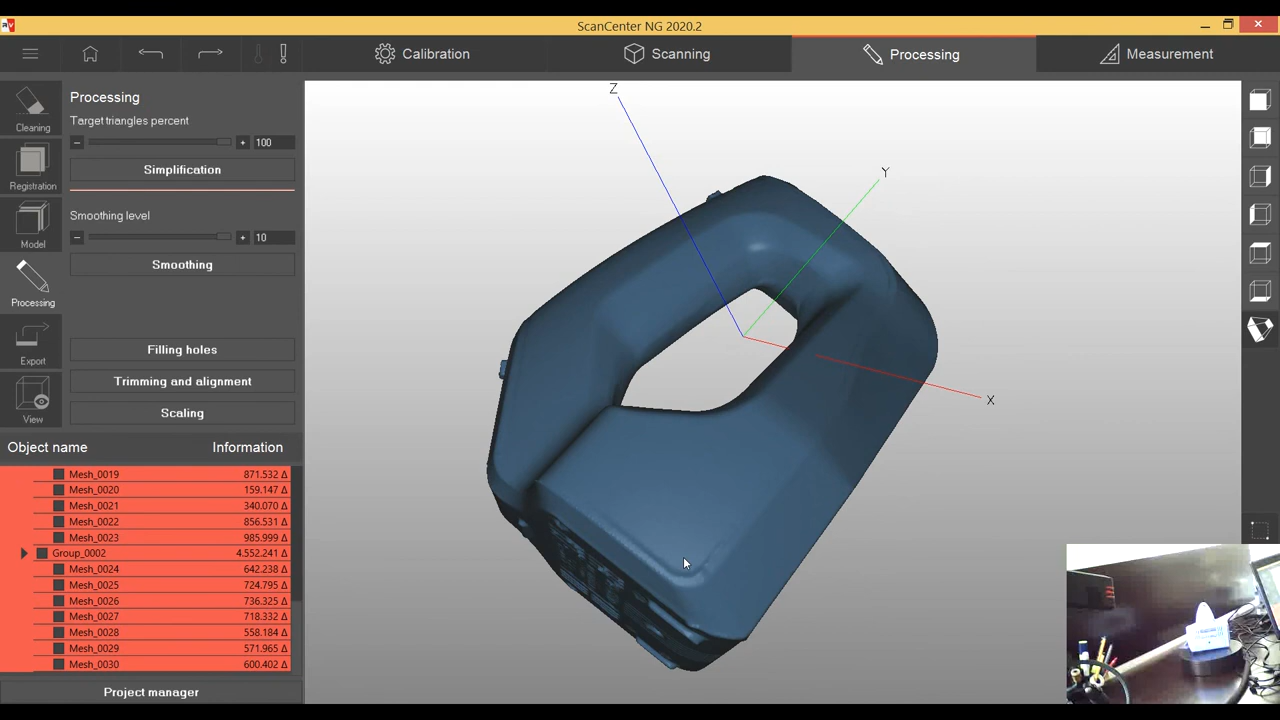 ScanCenter NG 2020.2
Calibration
Scanning
Processing
Measurement
Cleaning
Registration
Model
Processing
Export
View
Processing
Target triangles percent
− + 100
Simplification
Smoothing level
− + 10
Smoothing
Filling holes
Trimming and alignment
Scaling
Object name Information
Mesh_0019 871.532 Δ
Mesh_0020 159.147 Δ
Mesh_0021 340.070 Δ
Mesh_0022 856.531 Δ
Mesh_0023 985.999 Δ
Group_0002 4.552.241 Δ
Mesh_0024 642.238 Δ
Mesh_0025 724.795 Δ
Mesh_0026 736.325 Δ
Mesh_0027 718.332 Δ
Mesh_0028 558.184 Δ
Mesh_0029 571.965 Δ
Mesh_0030 600.402 Δ
Project manager
Z
Y
X